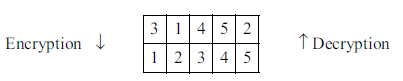 3 1 4 5 2
Encryption ↓ ↑ Decryption
1 2 3 4 5